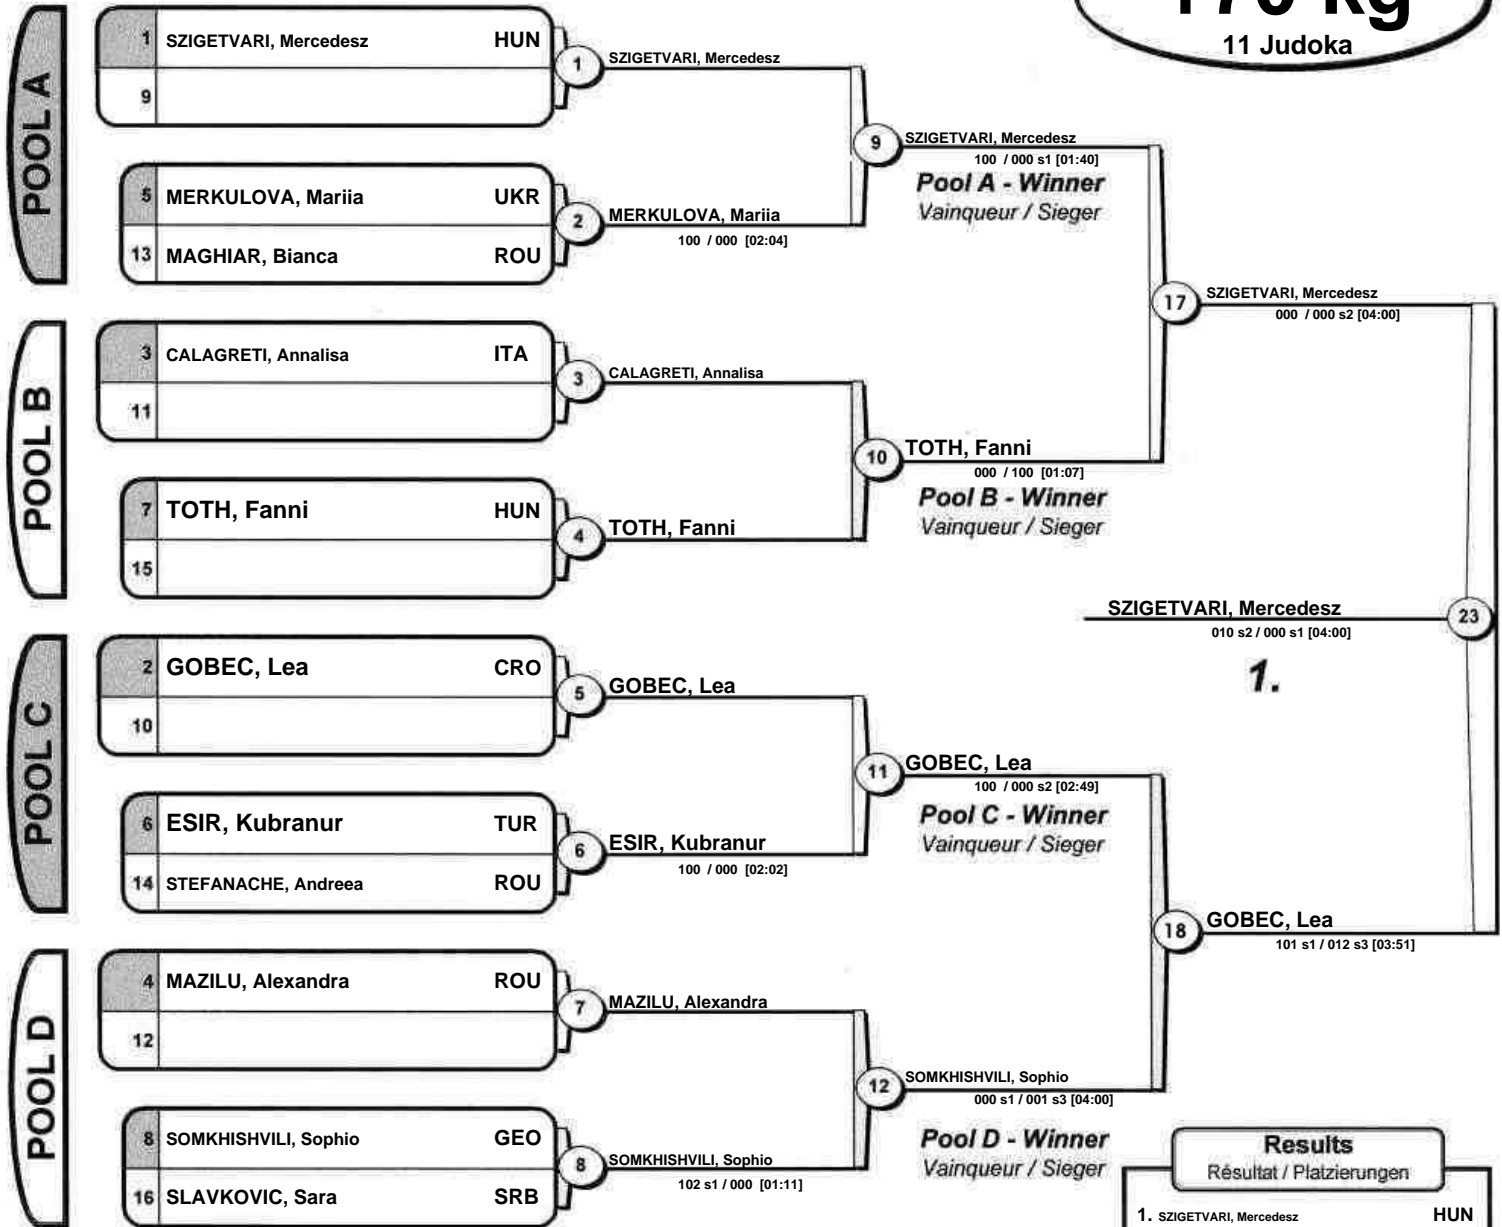 +70 kg
11 Judoka
POOL A
1 SZIGETVARI, Mercedesz HUN
9
1 SZIGETVARI, Mercedesz
5 MERKULOVA, Mariia UKR
13 MAGHIAR, Bianca ROU
2 MERKULOVA, Mariia
100 / 000 [02:04]
9 SZIGETVARI, Mercedesz
100 / 000 s1 [01:40]
Pool A - Winner
Vainqueur / Sieger
POOL B
3 CALAGRETI, Annalisa ITA
11
3 CALAGRETI, Annalisa
7 TOTH, Fanni HUN
15
4 TOTH, Fanni
10 TOTH, Fanni
000 / 100 [01:07]
Pool B - Winner
Vainqueur / Sieger
17 SZIGETVARI, Mercedesz
000 / 000 s2 [04:00]
SZIGETVARI, Mercedesz 23
010 s2 / 000 s1 [04:00]
1.
POOL C
2 GOBEC, Lea CRO
10
5 GOBEC, Lea
6 ESIR, Kubranur TUR
14 STEFANACHE, Andreea ROU
6 ESIR, Kubranur
100 / 000 [02:02]
11 GOBEC, Lea
100 / 000 s2 [02:49]
Pool C - Winner
Vainqueur / Sieger
18 GOBEC, Lea
101 s1 / 012 s3 [03:51]
POOL D
4 MAZILU, Alexandra ROU
12
7 MAZILU, Alexandra
8 SOMKHISHVILI, Sophio GEO
16 SLAVKOVIC, Sara SRB
8 SOMKHISHVILI, Sophio
102 s1 / 000 [01:11]
12 SOMKHISHVILI, Sophio
000 s1 / 001 s3 [04:00]
Pool D - Winner
Vainqueur / Sieger
Results
Résultat / Platzierungen
1. SZIGETVARI, Mercedesz HUN